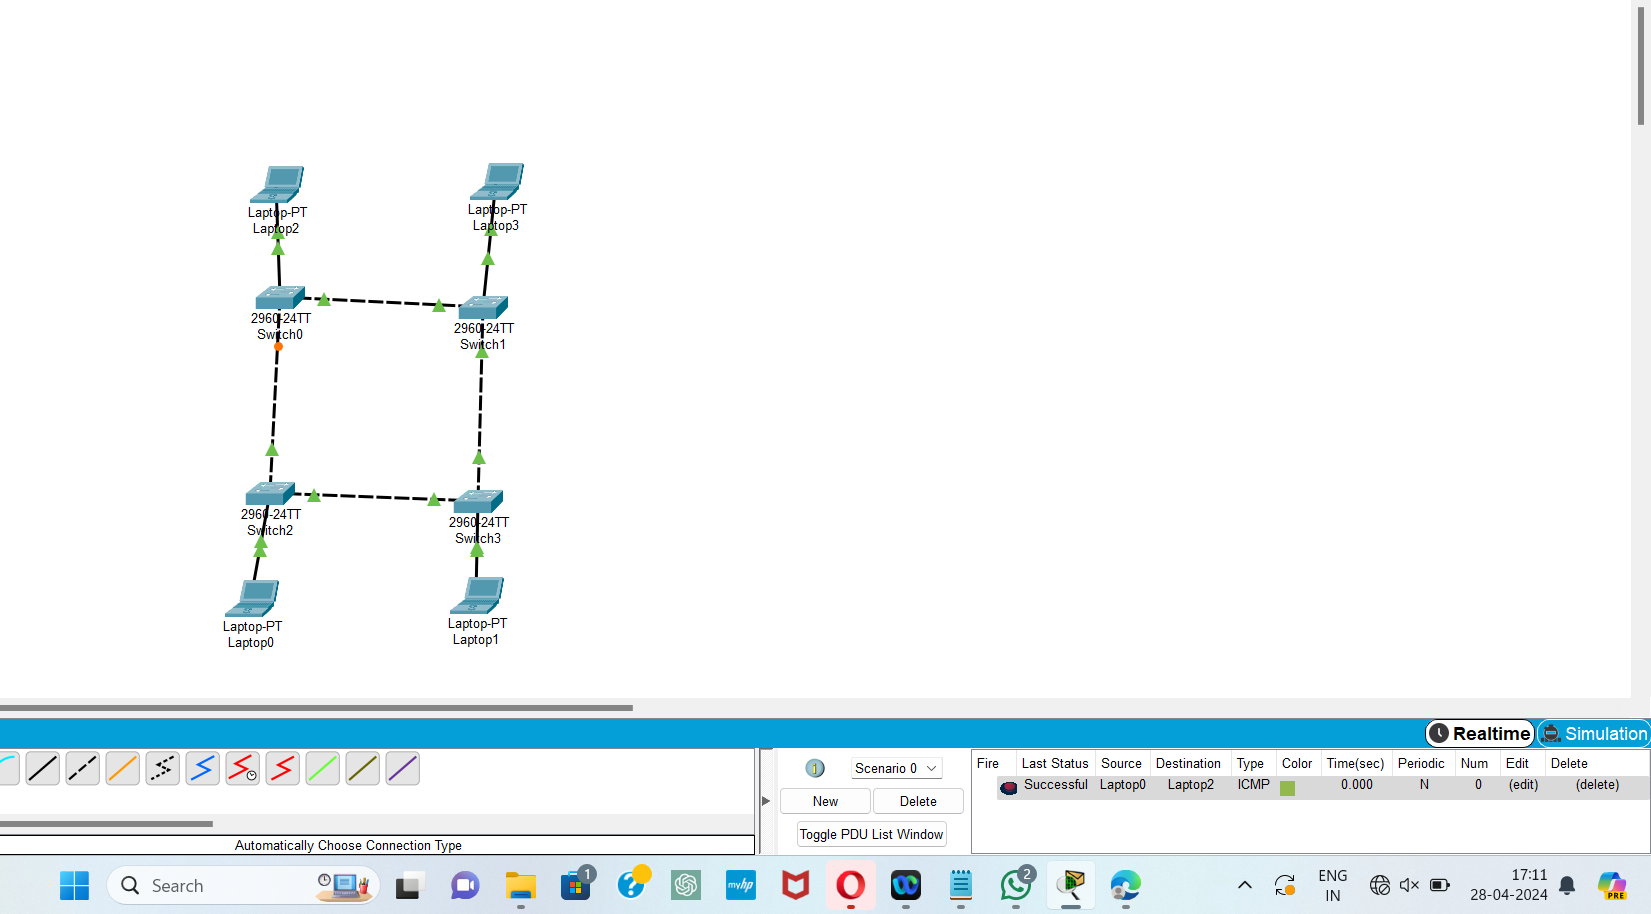 Laptop-PT
Laptop2
Laptop-PT
Laptop3
2960-24TT
Switch0
2960-24TT
Switch1
2960-24TT
Switch2
2960-24TT
Switch3
Laptop-PT
Laptop0
Laptop-PT
Laptop1
Realtime
Simulation
Scenario 0
New
Delete
Toggle PDU List Window
Fire Last Status Source Destination Type Color Time(sec) Periodic Num Edit Delete
Successful Laptop0 Laptop2 ICMP 0.000 N 0 (edit) (delete)
Automatically Choose Connection Type
Search
1
myhp
2
PRE
ENG
IN
17:11
28-04-2024